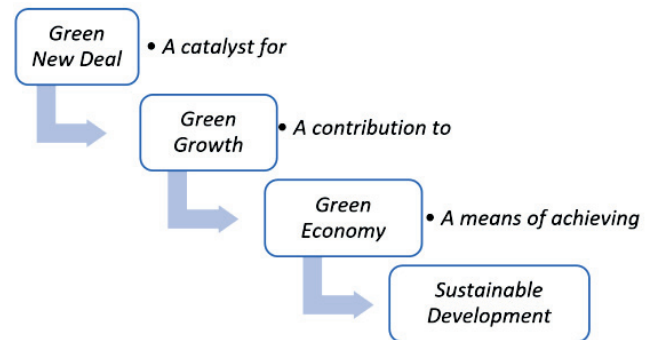 Green
New Deal
• A catalyst for
Green
Growth
• A contribution to
Green
Economy
• A means of achieving
Sustainable
Development